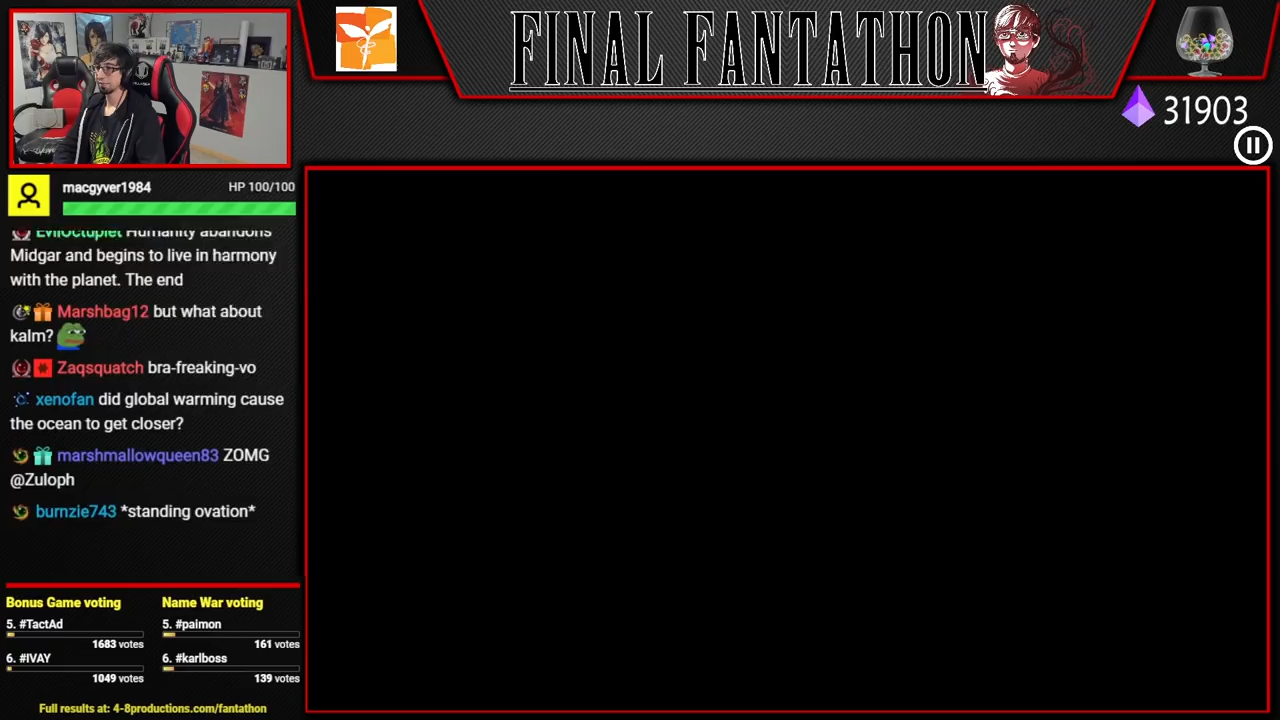 FINAL FANTATHON
31903
macgyver1984 HP 100/100
EvilOctuplet Humanity abandons
Midgar and begins to live in harmony
with the planet. The end
Marshbag12 but what about
kalm?
Zaqsquatch bra-freaking-vo
xenofan did global warming cause
the ocean to get closer?
marshmallowqueen83 ZOMG
@Zuloph
burnzie743 *standing ovation*
Bonus Game voting
5. #TactAd
1683 votes
6. #IVAY
1049 votes
Name War voting
5. #paimon
161 votes
6. #karlboss
139 votes
Full results at: 4-8productions.com/fantathon